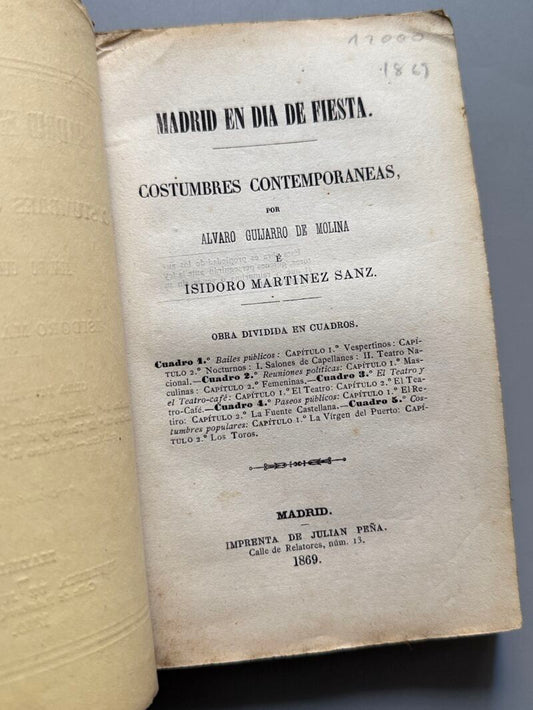 17000
1869
MADRID EN DIA DE FIESTA.
COSTUMBRES CONTEMPORANEAS,
POR
ALVARO GUIJARRO DE MOLINA
É
ISIDORO MARTINEZ SANZ.
OBRA DIVIDIDA EN CUADROS.
Cuadro 1.º Bailes públicos: CAPÍTULO 1.º Vespertinos: CAPÍ-
TULO 2.º Nocturnos: I. Salones de Capellanes: II. Teatro Na-
cional.—Cuadro 2.º Reuniones políticas: CAPÍTULO 1.º Mas-
culinas: CAPÍTULO 2.º Femeninas.—Cuadro 3.º El Teatro y
el Teatro-café: CAPÍTULO 1.º El Teatro: CAPÍTULO 2.º El Tea-
tro-Café.—Cuadro 4.º Paseos públicos: CAPÍTULO 1.º El Re-
tiro: CAPÍTULO 2.º La Fuente Castellana.—Cuadro 5.º Cos-
tumbres populares: CAPÍTULO 1.º La Vírgen del Puerto: CAPÍ-
TULO 2.º Los Toros.
MADRID.
IMPRENTA DE JULIAN PEÑA.
Calle de Relatores, núm. 13.
1869.